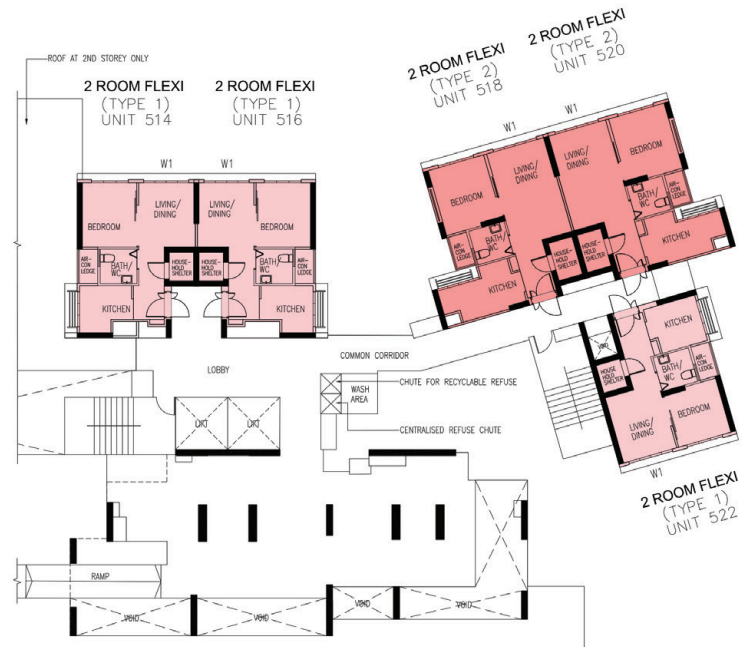 ROOF AT 2ND STOREY ONLY
2 ROOM FLEXI
(TYPE 1)
UNIT 514
2 ROOM FLEXI
(TYPE 1)
UNIT 516
2 ROOM FLEXI
(TYPE 2)
UNIT 518
2 ROOM FLEXI
(TYPE 2)
UNIT 520
W1
W1
W1
W1
BEDROOM
LIVING/
DINING
LIVING/
DINING
BEDROOM
AIR-
CON
LEDGE
BATH/
WC
HOUSE-
HOLD
SHELTER
HOUSE-
HOLD
SHELTER
BATH/
WC
AIR-
CON
LEDGE
KITCHEN
KITCHEN
BEDROOM
LIVING/
DINING
LIVING/
DINING
BEDROOM
AIR-
CON
LEDGE
BATH/
WC
HOUSE-
HOLD
SHELTER
HOUSE-
HOLD
SHELTER
BATH/
WC
AIR-
CON
LEDGE
KITCHEN
KITCHEN
VOID
KITCHEN
HOUSE
HOLD
SHELTER
BATH/
WC
AIR-
CON
LEDGE
LIVING/
DINING
BEDROOM
W1
2 ROOM FLEXI
(TYPE 1)
UNIT 522
LOBBY
COMMON CORRIDOR
CHUTE FOR RECYCLABLE REFUSE
WASH
AREA
CENTRALISED REFUSE CHUTE
LIFT
LIFT
RAMP
VOID
VOID
VOID
VOID